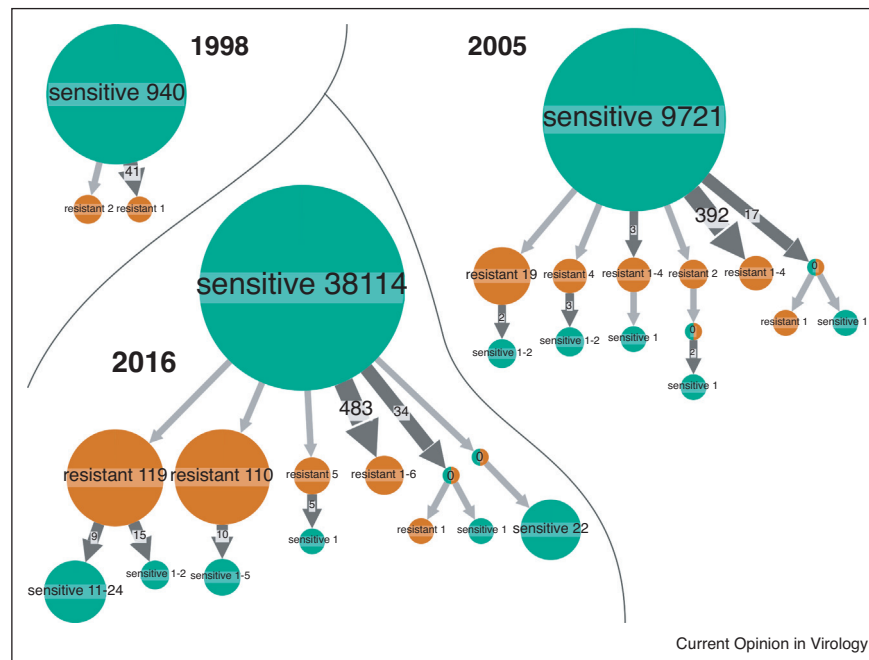 1998
sensitive 940
41
resistant 2
resistant 1
2005
sensitive 9721
3
392
17
resistant 19
resistant 4
resistant 1-4
resistant 2
resistant 1-4
0
2
3
0
resistant 1
sensitive 1
sensitive 1-2
sensitive 1-2
sensitive 1
2
sensitive 1
2016
sensitive 38114
483
34
0
resistant 119
resistant 110
resistant 5
resistant 1-6
0
9
15
10
5
resistant 1
sensitive 1
sensitive 22
sensitive 1
sensitive 11-24
sensitive 1-2
sensitive 1-5
Current Opinion in Virology